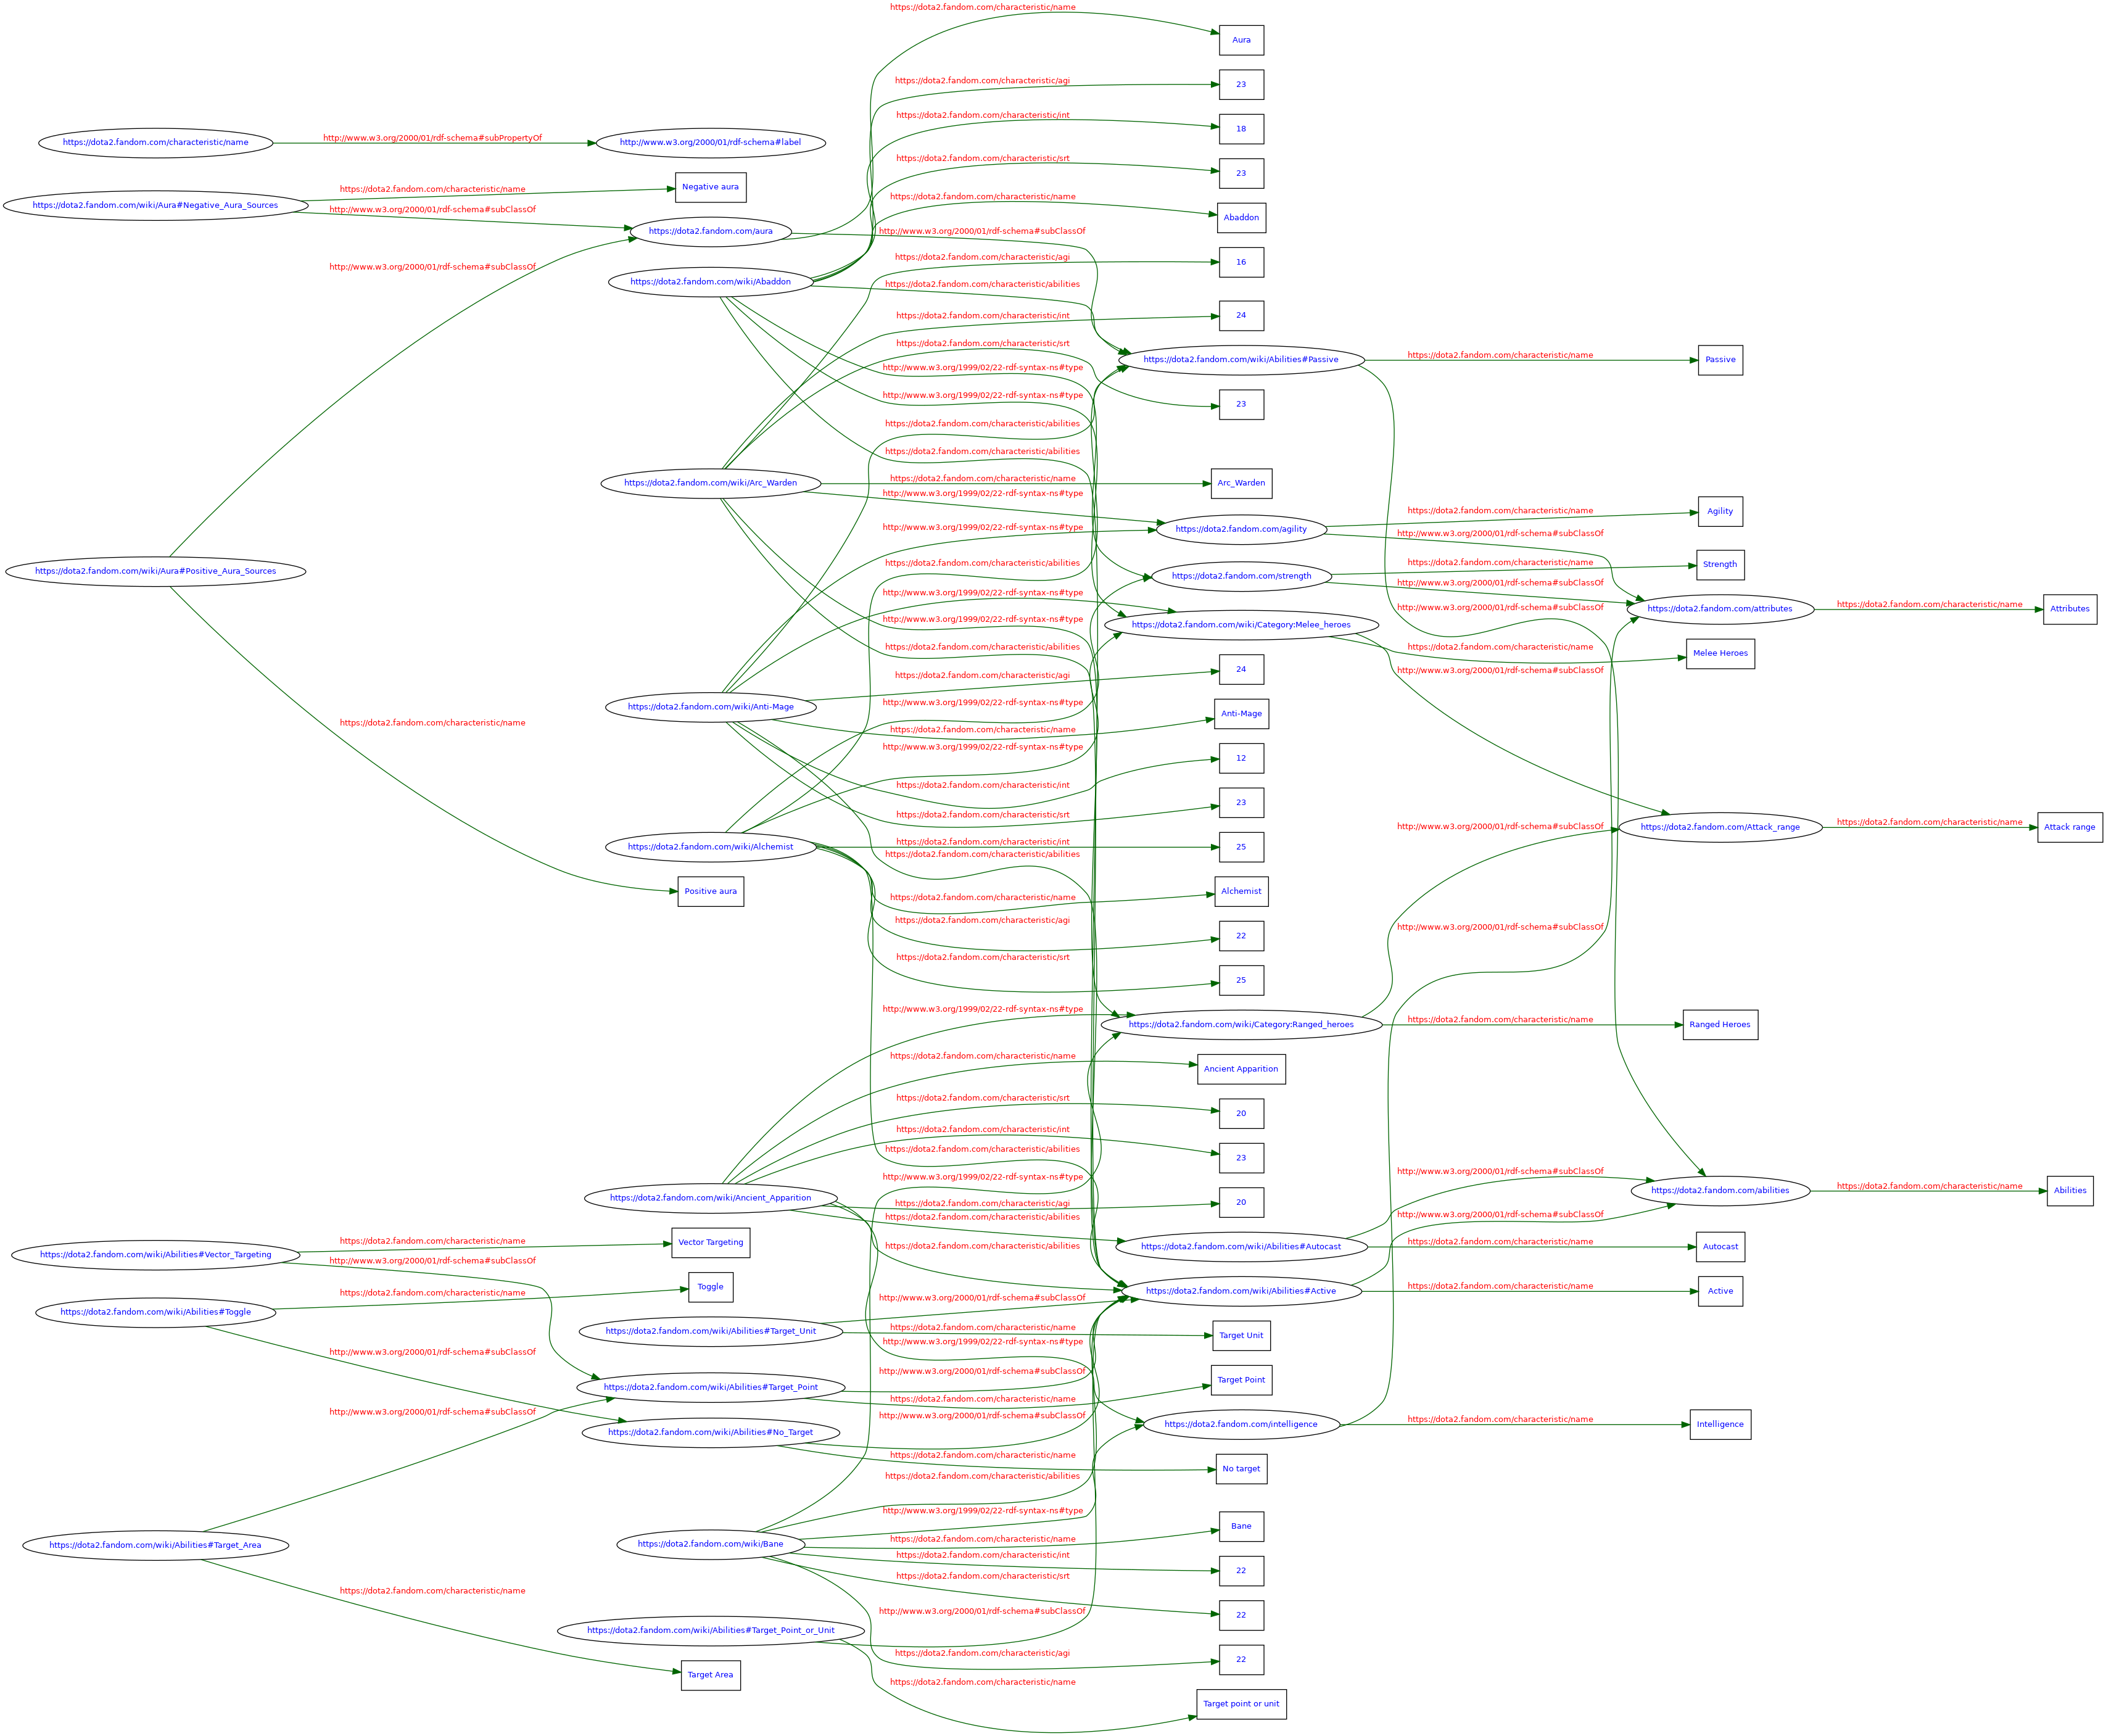 https://dota2.fandom.com/characteristic/name
Aura
https://dota2.fandom.com/characteristic/agi
23
https://dota2.fandom.com/characteristic/int
18
https://dota2.fandom.com/characteristic/name
http://www.w3.org/2000/01/rdf-schema#subPropertyOf
http://www.w3.org/2000/01/rdf-schema#label
https://dota2.fandom.com/characteristic/srt
23
https://dota2.fandom.com/characteristic/name
Negative aura
https://dota2.fandom.com/characteristic/name
https://dota2.fandom.com/wiki/Aura#Negative_Aura_Sources
http://www.w3.org/2000/01/rdf-schema#subClassOf
Abaddon
https://dota2.fandom.com/aura
http://www.w3.org/2000/01/rdf-schema#subClassOf
https://dota2.fandom.com/characteristic/agi
16
http://www.w3.org/2000/01/rdf-schema#subClassOf
https://dota2.fandom.com/wiki/Abaddon
https://dota2.fandom.com/characteristic/abilities
https://dota2.fandom.com/characteristic/int
24
https://dota2.fandom.com/characteristic/srt
https://dota2.fandom.com/wiki/Abilities#Passive
https://dota2.fandom.com/characteristic/name
Passive
http://www.w3.org/1999/02/22-rdf-syntax-ns#type
http://www.w3.org/1999/02/22-rdf-syntax-ns#type
23
https://dota2.fandom.com/characteristic/abilities
https://dota2.fandom.com/characteristic/abilities
https://dota2.fandom.com/wiki/Arc_Warden
https://dota2.fandom.com/characteristic/name
Arc_Warden
http://www.w3.org/1999/02/22-rdf-syntax-ns#type
https://dota2.fandom.com/characteristic/name
Agility
http://www.w3.org/1999/02/22-rdf-syntax-ns#type
https://dota2.fandom.com/agility
http://www.w3.org/2000/01/rdf-schema#subClassOf
https://dota2.fandom.com/characteristic/abilities
https://dota2.fandom.com/characteristic/name
Strength
https://dota2.fandom.com/wiki/Aura#Positive_Aura_Sources
https://dota2.fandom.com/strength
http://www.w3.org/2000/01/rdf-schema#subClassOf
http://www.w3.org/1999/02/22-rdf-syntax-ns#type
http://www.w3.org/2000/01/rdf-schema#subClassOf
https://dota2.fandom.com/attributes
https://dota2.fandom.com/characteristic/name
Attributes
http://www.w3.org/1999/02/22-rdf-syntax-ns#type
https://dota2.fandom.com/wiki/Category:Melee_heroes
https://dota2.fandom.com/characteristic/abilities
https://dota2.fandom.com/characteristic/name
Melee Heroes
https://dota2.fandom.com/characteristic/agi
24
http://www.w3.org/2000/01/rdf-schema#subClassOf
http://www.w3.org/1999/02/22-rdf-syntax-ns#type
https://dota2.fandom.com/wiki/Anti-Mage
Anti-Mage
https://dota2.fandom.com/characteristic/name
https://dota2.fandom.com/characteristic/name
http://www.w3.org/1999/02/22-rdf-syntax-ns#type
12
https://dota2.fandom.com/characteristic/int
23
https://dota2.fandom.com/characteristic/srt
http://www.w3.org/2000/01/rdf-schema#subClassOf
https://dota2.fandom.com/Attack_range
https://dota2.fandom.com/characteristic/name
Attack range
https://dota2.fandom.com/wiki/Alchemist
https://dota2.fandom.com/characteristic/int
25
https://dota2.fandom.com/characteristic/abilities
Positive aura
https://dota2.fandom.com/characteristic/name
Alchemist
https://dota2.fandom.com/characteristic/agi
22
http://www.w3.org/2000/01/rdf-schema#subClassOf
https://dota2.fandom.com/characteristic/srt
25
http://www.w3.org/1999/02/22-rdf-syntax-ns#type
https://dota2.fandom.com/wiki/Category:Ranged_heroes
https://dota2.fandom.com/characteristic/name
Ranged Heroes
https://dota2.fandom.com/characteristic/name
Ancient Apparition
https://dota2.fandom.com/characteristic/srt
20
https://dota2.fandom.com/characteristic/int
23
https://dota2.fandom.com/characteristic/abilities
http://www.w3.org/1999/02/22-rdf-syntax-ns#type
http://www.w3.org/2000/01/rdf-schema#subClassOf
https://dota2.fandom.com/abilities
https://dota2.fandom.com/characteristic/name
Abilities
https://dota2.fandom.com/wiki/Ancient_Apparition
https://dota2.fandom.com/characteristic/agi
20
https://dota2.fandom.com/characteristic/abilities
http://www.w3.org/2000/01/rdf-schema#subClassOf
https://dota2.fandom.com/characteristic/name
Vector Targeting
https://dota2.fandom.com/characteristic/abilities
https://dota2.fandom.com/wiki/Abilities#Autocast
https://dota2.fandom.com/characteristic/name
Autocast
https://dota2.fandom.com/wiki/Abilities#Vector_Targeting
http://www.w3.org/2000/01/rdf-schema#subClassOf
https://dota2.fandom.com/characteristic/name
Toggle
https://dota2.fandom.com/wiki/Abilities#Active
https://dota2.fandom.com/characteristic/name
Active
https://dota2.fandom.com/wiki/Abilities#Toggle
http://www.w3.org/2000/01/rdf-schema#subClassOf
https://dota2.fandom.com/wiki/Abilities#Target_Unit
https://dota2.fandom.com/characteristic/name
Target Unit
http://www.w3.org/1999/02/22-rdf-syntax-ns#type
http://www.w3.org/2000/01/rdf-schema#subClassOf
http://www.w3.org/2000/01/rdf-schema#subClassOf
Target Point
https://dota2.fandom.com/wiki/Abilities#Target_Point
https://dota2.fandom.com/characteristic/name
http://www.w3.org/2000/01/rdf-schema#subClassOf
http://www.w3.org/2000/01/rdf-schema#subClassOf
https://dota2.fandom.com/intelligence
https://dota2.fandom.com/characteristic/name
Intelligence
https://dota2.fandom.com/wiki/Abilities#No_Target
https://dota2.fandom.com/characteristic/name
No target
https://dota2.fandom.com/characteristic/abilities
http://www.w3.org/1999/02/22-rdf-syntax-ns#type
Bane
https://dota2.fandom.com/wiki/Abilities#Target_Area
https://dota2.fandom.com/wiki/Bane
https://dota2.fandom.com/characteristic/name
https://dota2.fandom.com/characteristic/int
22
https://dota2.fandom.com/characteristic/srt
https://dota2.fandom.com/characteristic/name
http://www.w3.org/2000/01/rdf-schema#subClassOf
22
https://dota2.fandom.com/wiki/Abilities#Target_Point_or_Unit
https://dota2.fandom.com/characteristic/agi
22
Target Area
https://dota2.fandom.com/characteristic/name
Target point or unit